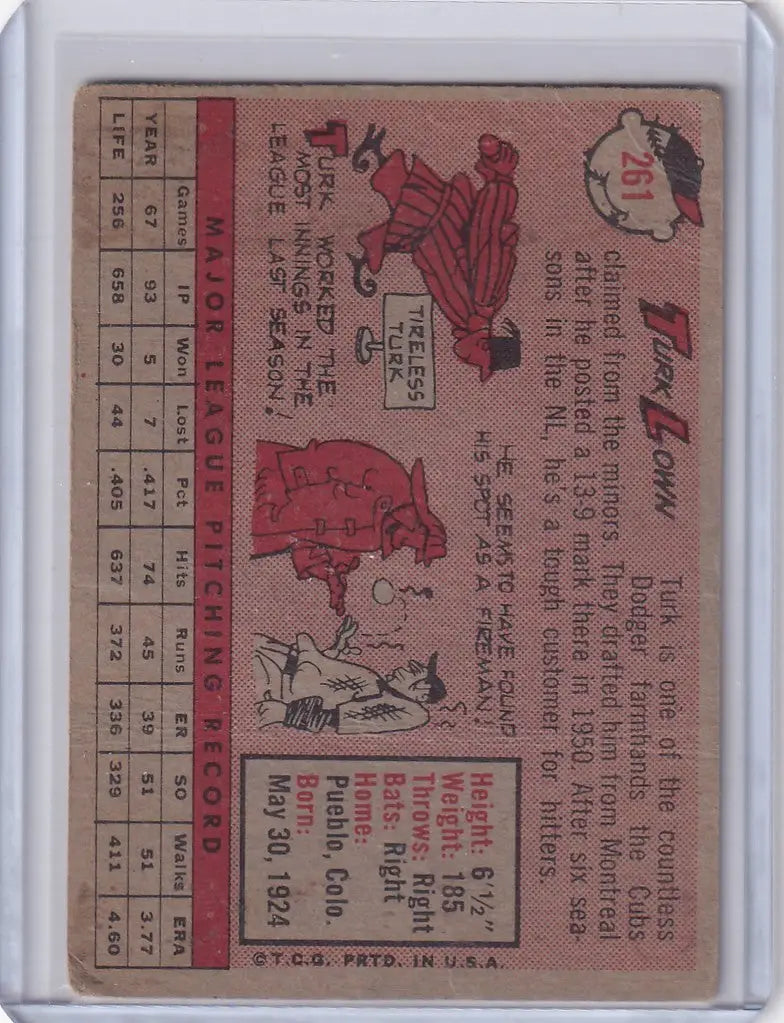 261
TURK LOWN
Turk is one of the countless
Dodger farmhands the Cubs
claimed from the minors. They drafted him from Montreal
after he posted a 13-9 mark there in 1950. After six sea
sons in the NL, he's a tough customer for hitters.
TIRELESS
TURK
TURK WORKED THE
MOST INNINGS IN THE
LEAGUE LAST SEASON!
HE SEEMS TO HAVE FOUND
HIS SPOT AS A FIREMAN!
Height: 6'½"
Weight: 185
Throws: Right
Bats: Right
Home:
Pueblo, Colo.
Born:
May 30, 1924
MAJOR LEAGUE PITCHING RECORD
Games IP Won Lost Pct Hits Runs ER SO Walks ERA
YEAR 67 93 5 7 .417 74 45 39 51 51 3.77
LIFE 256 658 30 44 .405 637 372 336 329 411 4.60
©T.C.G. PRTD. IN U.S.A.